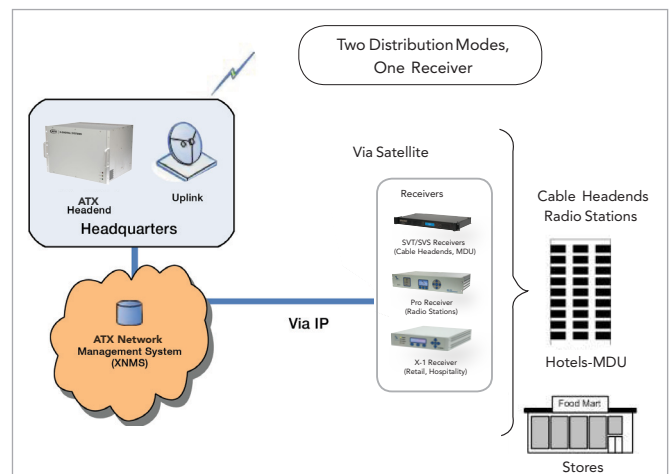 Two Distribution Modes,
One Receiver
ATX
Headend
Uplink
Headquarters
ATX Network
Management System
(XNMS)
Via IP
Via Satellite
Receivers
SVT/SVS Receivers
(Cable Headends, MDU)
Pro Receiver
(Radio Stations)
X-1 Receiver
(Retail, Hospitality)
Cable Headends
Radio Stations
Hotels-MDU
Food Mart
Stores